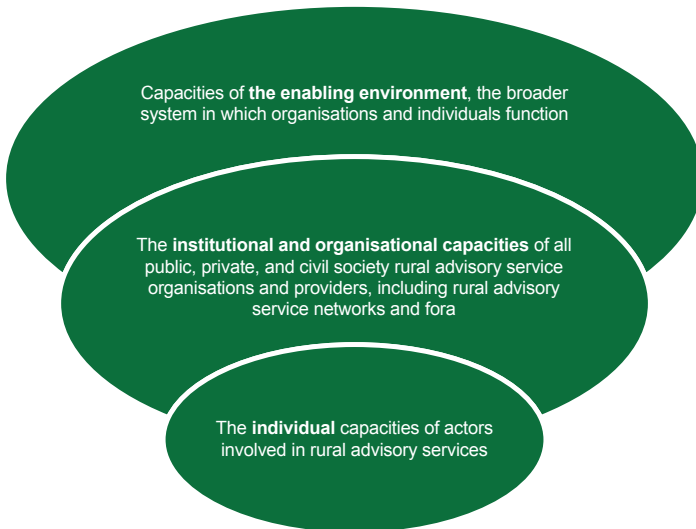 Capacities of the enabling environment, the broader
system in which organisations and individuals function
The institutional and organisational capacities of all
public, private, and civil society rural advisory service
organisations and providers, including rural advisory
service networks and fora
The individual capacities of actors
involved in rural advisory services